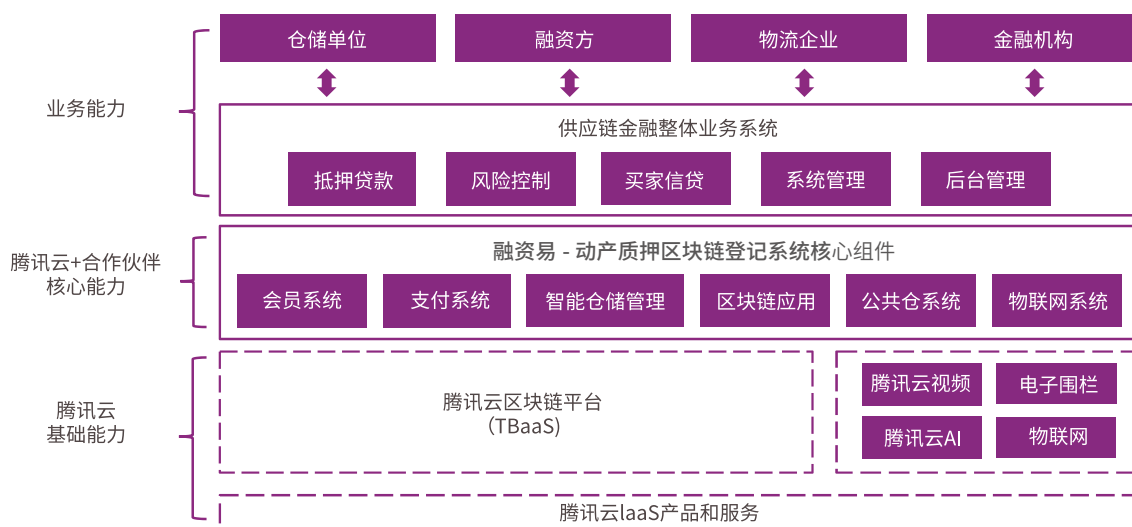 仓储单位
融资方
物流企业
金融机构
业务能力
供应链金融整体业务系统
抵押贷款
风险控制
买家信贷
系统管理
后台管理
腾讯云+合作伙伴
核心能力
融资易 - 动产质押区块链登记系统核心组件
会员系统
支付系统
智能仓储管理
区块链应用
公共仓系统
物联网系统
腾讯云
基础能力
腾讯云区块链平台
（TBaaS)
腾讯云视频
电子围栏
腾讯云AI
物联网
腾讯云laaS产品和服务